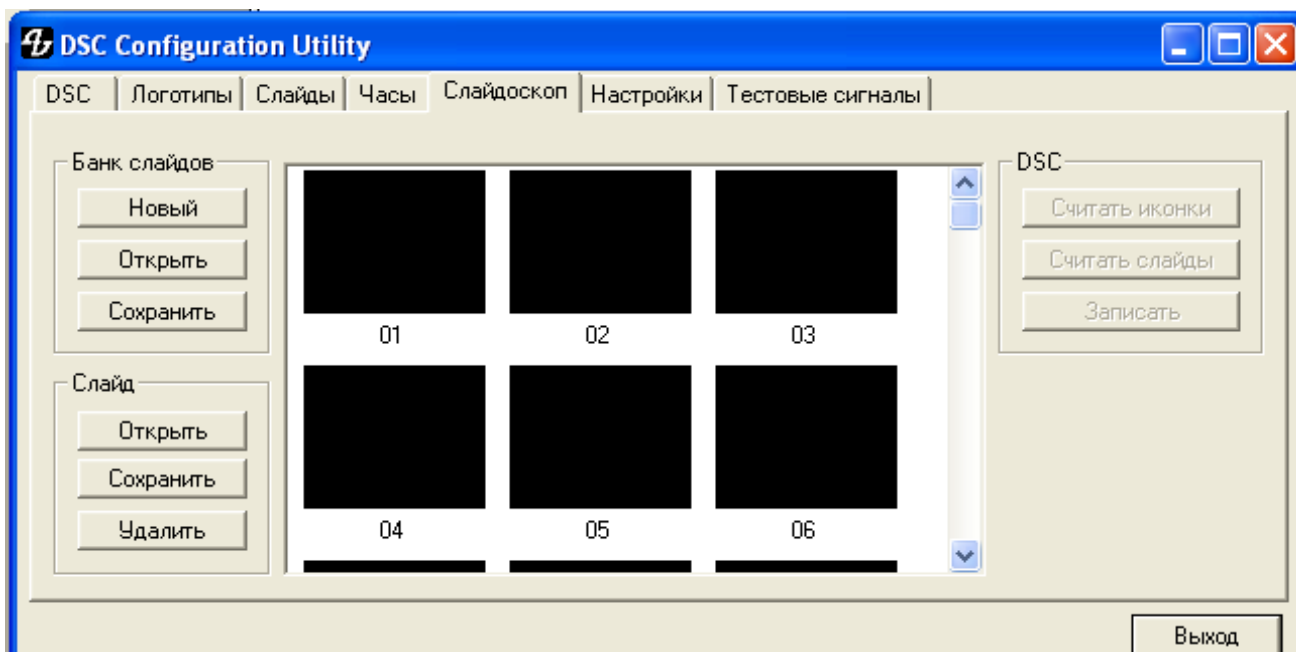 DSC Configuration Utility
DSC Логотипы Слайды Часы Слайдоскоп Настройки Тестовые сигналы
Банк слайдов
Новый
Открыть
Сохранить
Слайд
Открыть
Сохранить
Удалить
01 02 03
04 05 06
DSC
Считать иконки
Считать слайды
Записать
Выход